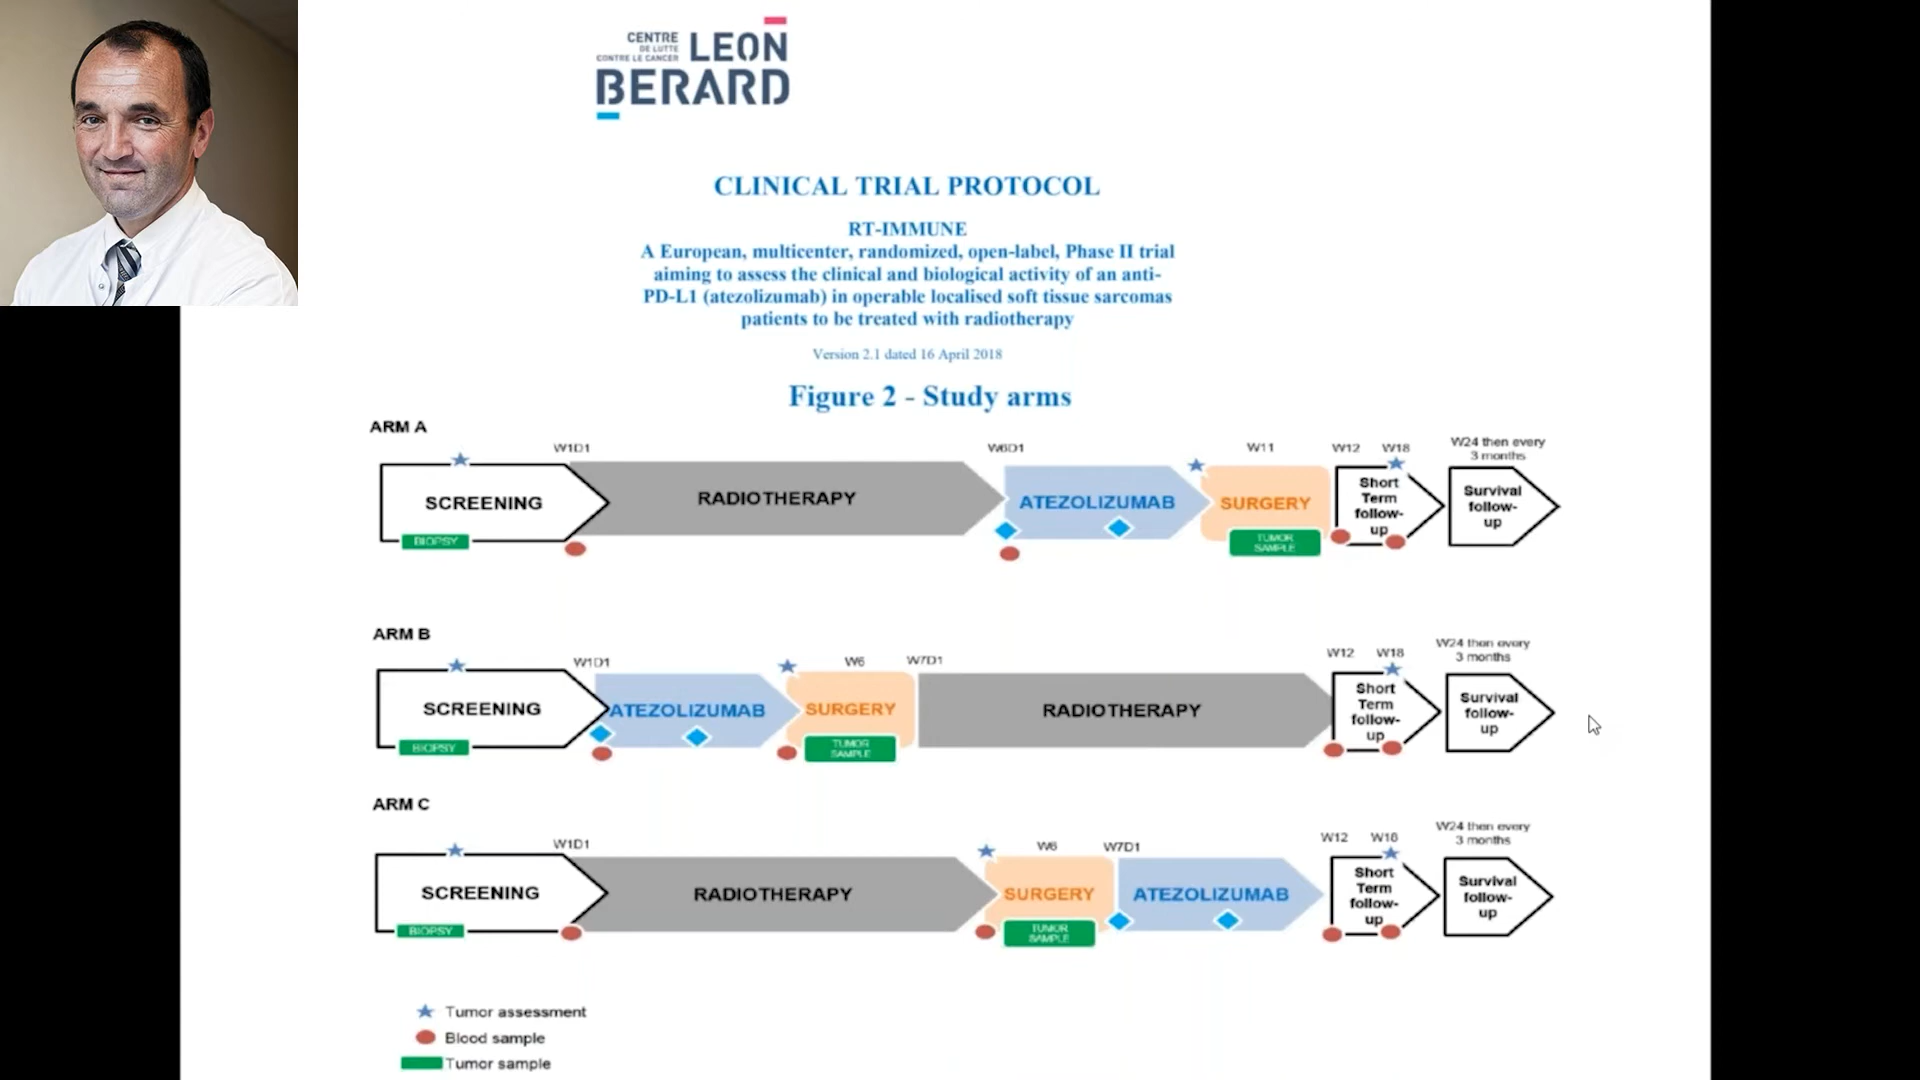 CENTRE
DE LUTTE
CONTRE LE CANCER
LEON
BERARD
CLINICAL TRIAL PROTOCOL
RT-IMMUNE
A European, multicenter, randomized, open-label, Phase II trial
aiming to assess the clinical and biological activity of an anti-
PD-L1 (atezolizumab) in operable localised soft tissue sarcomas
patients to be treated with radiotherapy
Version 2.1 dated 16 April 2018
Figure 2 - Study arms
ARM A
W1D1
W6D1
W11
W12
W18
W24 then every
3 months
SCREENING
RADIOTHERAPY
ATEZOLIZUMAB
SURGERY
Short
Term
follow-
up
Survival
follow-
up
BIOPSY
TUMOR
SAMPLE
ARM B
W1D1
W6
W7D1
W12
W18
W24 then every
3 months
SCREENING
ATEZOLIZUMAB
SURGERY
RADIOTHERAPY
Short
Term
follow-
up
Survival
follow-
up
BIOPSY
TUMOR
SAMPLE
ARM C
W1D1
W6
W7D1
W12
W18
W24 then every
3 months
SCREENING
RADIOTHERAPY
SURGERY
ATEZOLIZUMAB
Short
Term
follow-
up
Survival
follow-
up
BIOPSY
TUMOR
SAMPLE
Tumor assessment
Blood sample
Tumor sample